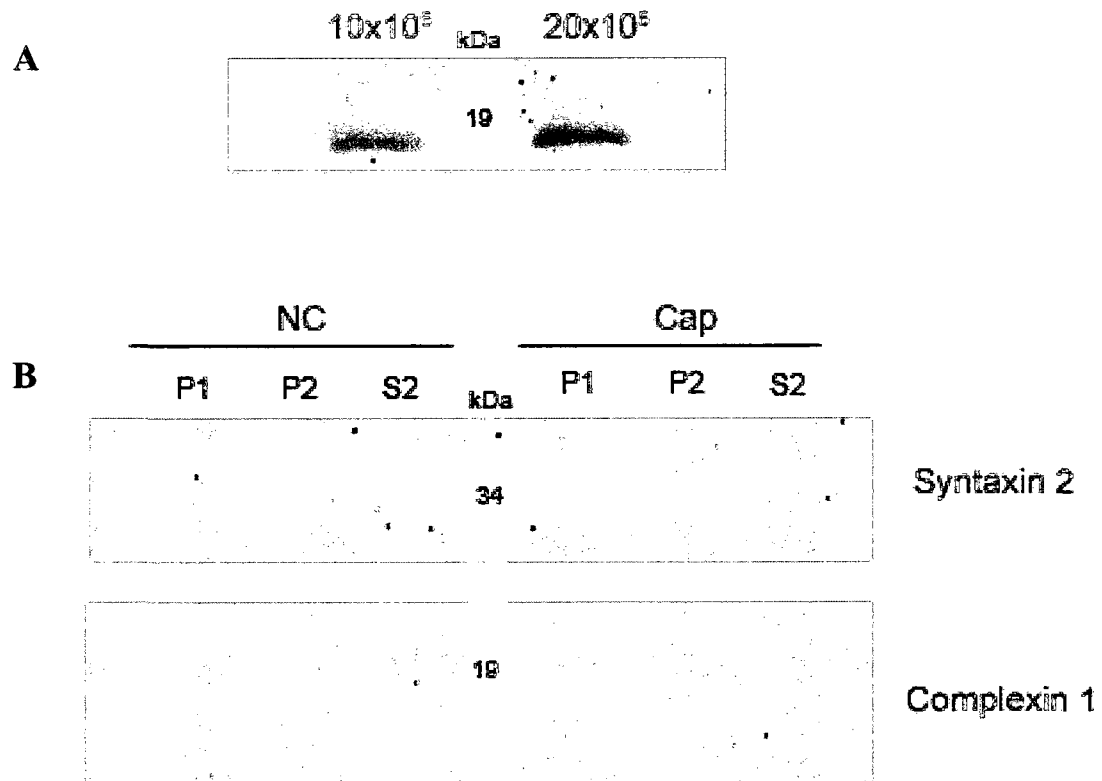 10x10⁶ kDa 20x10⁶
A
19
NC Cap
B P1 P2 S2 kDa P1 P2 S2
34 Syntaxin 2
19 Complexin 1